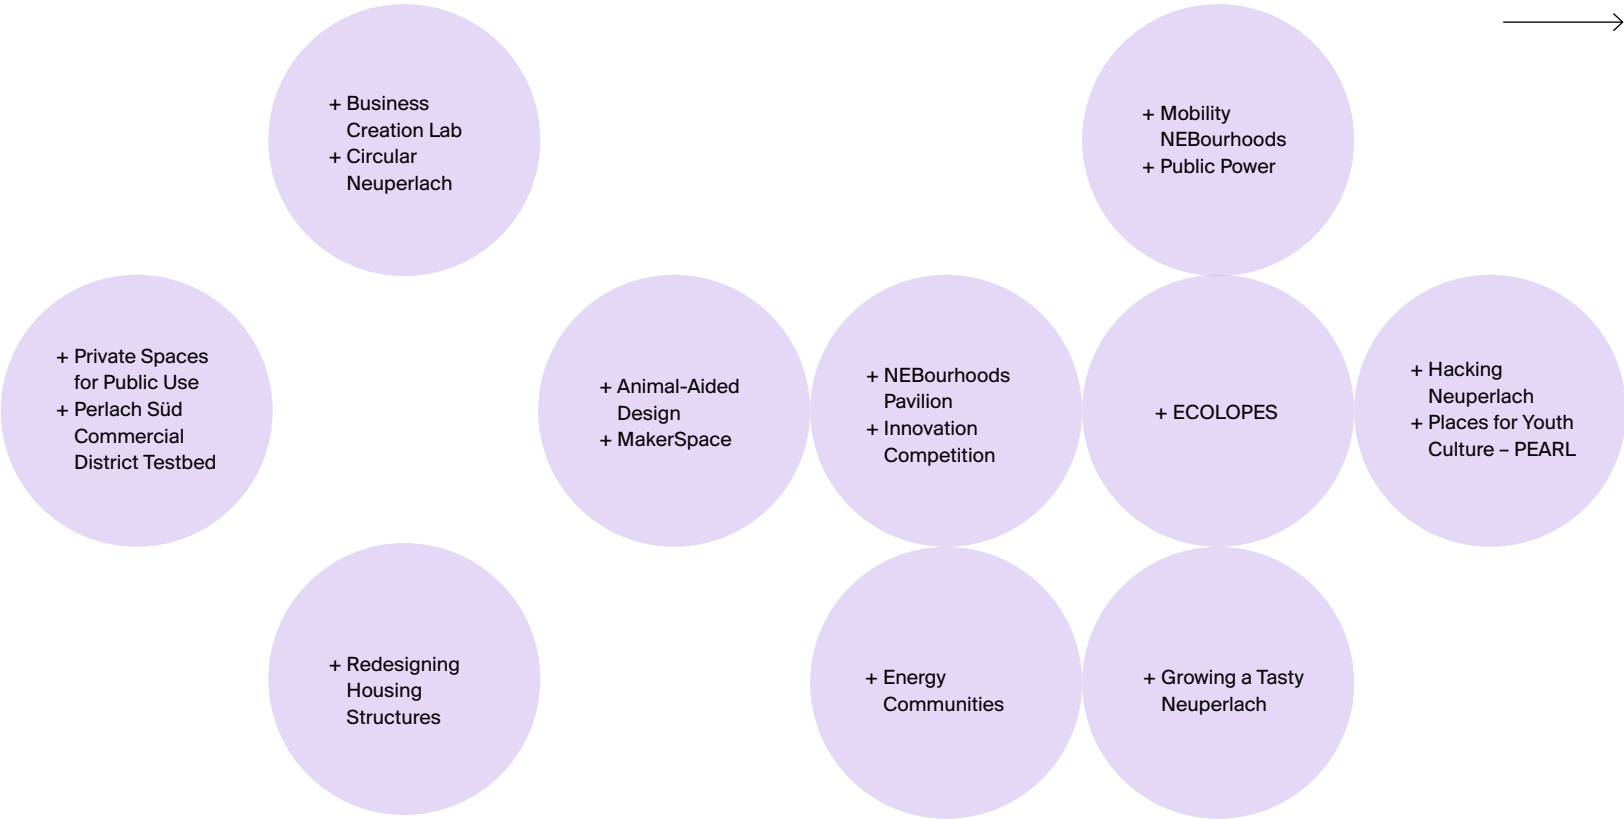 + Business
Creation Lab
+ Circular
Neuperlach
+ Mobility
NEBourhoods
+ Public Power
+ Private Spaces
for Public Use
+ Perlach Süd
Commercial
District Testbed
+ Animal-Aided
Design
+ MakerSpace
+ NEBourhoods
Pavilion
+ Innovation
Competition
+ ECOLOPES
+ Hacking
Neuperlach
+ Places for Youth
Culture – PEARL
+ Redesigning
Housing
Structures
+ Energy
Communities
+ Growing a Tasty
Neuperlach